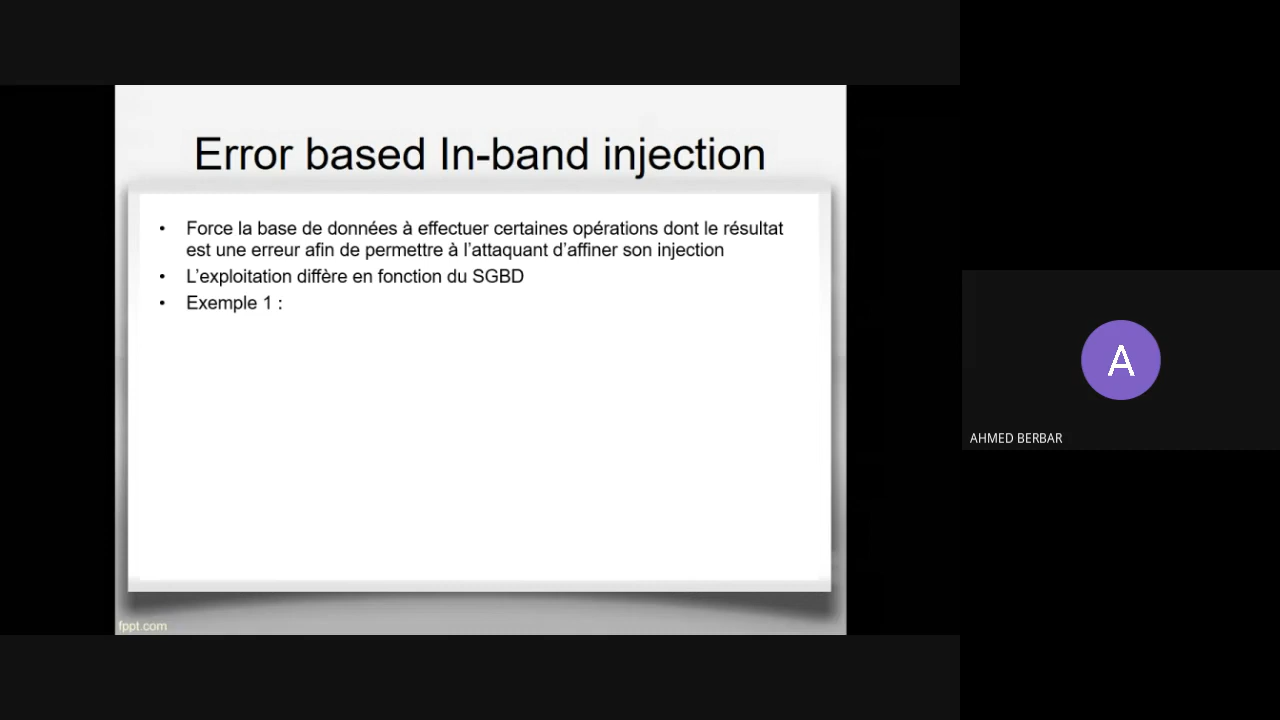 Error based In-band injection
• Force la base de données à effectuer certaines opérations dont le résultat
est une erreur afin de permettre à l'attaquant d'affiner son injection
• L'exploitation diffère en fonction du SGBD
• Exemple 1 :
fppt.com
A
AHMED BERBAR